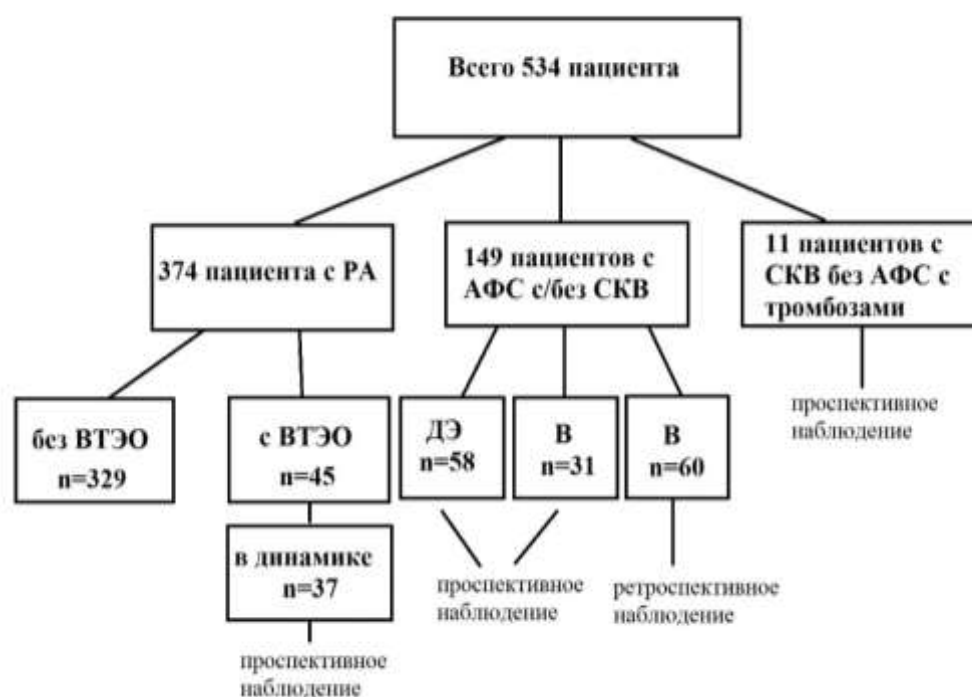 Всего 534 пациента
374 пациента с РА
149 пациентов с
АФС с/без СКВ
11 пациентов с
СКВ без АФС с
тромбозами
без ВТЭО
n=329
с ВТЭО
n=45
ДЭ
n=58
В
n=31
В
n=60
проспективное
наблюдение
в динамике
n=37
проспективное
наблюдение
ретроспективное
наблюдение
проспективное
наблюдение